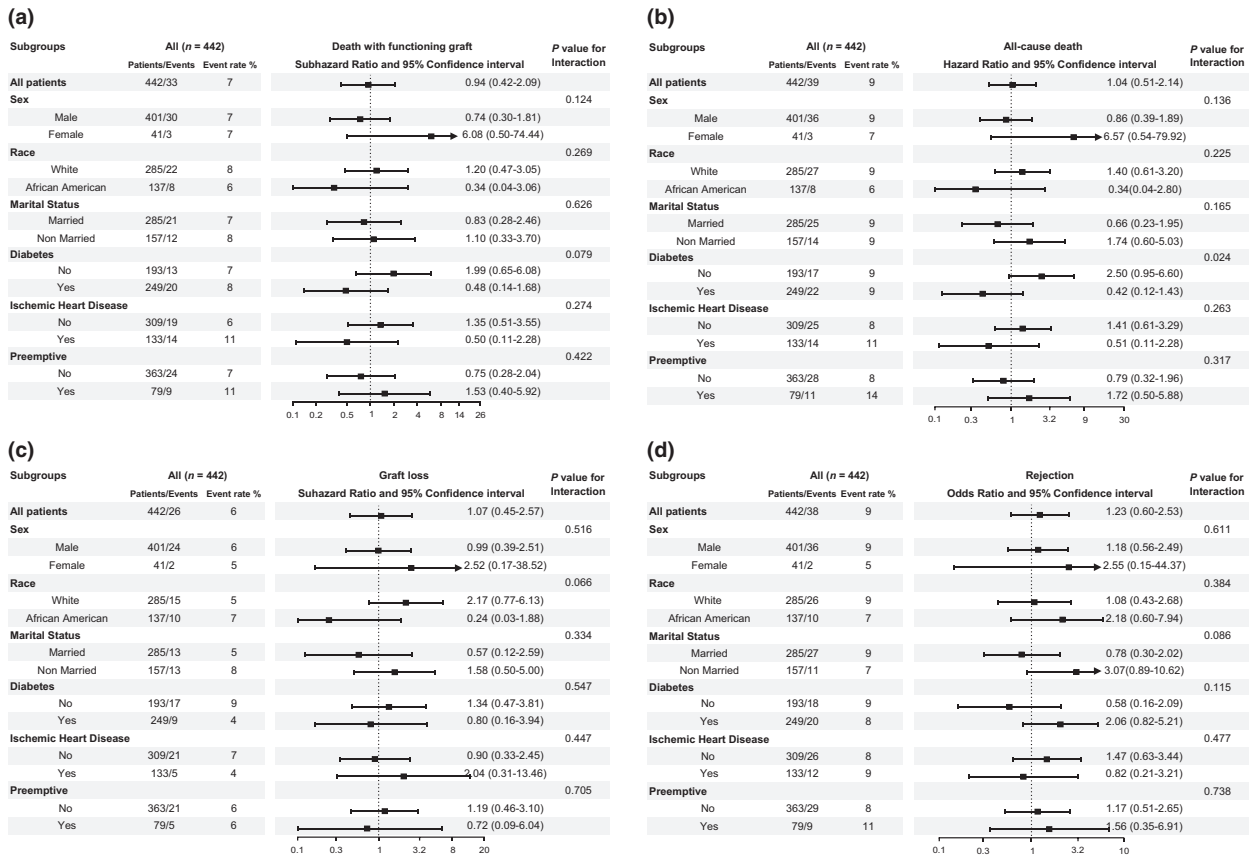 (a)
Subgroups All (n = 442) Death with functioning graft P value for
Patients/Events Event rate % Subhazard Ratio and 95% Confidence interval Interaction
All patients 442/33 7 0.94 (0.42-2.09)
Sex 0.124
Male 401/30 7 0.74 (0.30-1.81)
Female 41/3 7 6.08 (0.50-74.44)
Race 0.269
White 285/22 8 1.20 (0.47-3.05)
African American 137/8 6 0.34 (0.04-3.06)
Marital Status 0.626
Married 285/21 7 0.83 (0.28-2.46)
Non Married 157/12 8 1.10 (0.33-3.70)
Diabetes 0.079
No 193/13 7 1.99 (0.65-6.08)
Yes 249/20 8 0.48 (0.14-1.68)
Ischemic Heart Disease 0.274
No 309/19 6 1.35 (0.51-3.55)
Yes 133/14 11 0.50 (0.11-2.28)
Preemptive 0.422
No 363/24 7 0.75 (0.28-2.04)
Yes 79/9 11 1.53 (0.40-5.92)
0.1 0.2 0.5 1 2 4 8 14 26
(b)
Subgroups All (n = 442) All-cause death P value for
Patients/Events Event rate % Hazard Ratio and 95% Confidence interval Interaction
All patients 442/39 9 1.04 (0.51-2.14)
Sex 0.136
Male 401/36 9 0.86 (0.39-1.89)
Female 41/3 7 6.57 (0.54-79.92)
Race 0.225
White 285/27 9 1.40 (0.61-3.20)
African American 137/8 6 0.34(0.04-2.80)
Marital Status 0.165
Married 285/25 9 0.66 (0.23-1.95)
Non Married 157/14 9 1.74 (0.60-5.03)
Diabetes 0.024
No 193/17 9 2.50 (0.95-6.60)
Yes 249/22 9 0.42 (0.12-1.43)
Ischemic Heart Disease 0.263
No 309/25 8 1.41 (0.61-3.29)
Yes 133/14 11 0.51 (0.11-2.28)
Preemptive 0.317
No 363/28 8 0.79 (0.32-1.96)
Yes 79/11 14 1.72 (0.50-5.88)
0.1 0.3 1 3.2 9 30
(c)
Subgroups All (n = 442) Graft loss P value for
Patients/Events Event rate % Suhazard Ratio and 95% Confidence interval Interaction
All patients 442/26 6 1.07 (0.45-2.57)
Sex 0.516
Male 401/24 6 0.99 (0.39-2.51)
Female 41/2 5 2.52 (0.17-38.52)
Race 0.066
White 285/15 5 2.17 (0.77-6.13)
African American 137/10 7 0.24 (0.03-1.88)
Marital Status 0.334
Married 285/13 5 0.57 (0.12-2.59)
Non Married 157/13 8 1.58 (0.50-5.00)
Diabetes 0.547
No 193/17 9 1.34 (0.47-3.81)
Yes 249/9 4 0.80 (0.16-3.94)
Ischemic Heart Disease 0.447
No 309/21 7 0.90 (0.33-2.45)
Yes 133/5 4 2.04 (0.31-13.46)
Preemptive 0.705
No 363/21 6 1.19 (0.46-3.10)
Yes 79/5 6 0.72 (0.09-6.04)
0.1 0.3 1 3.2 8 20
(d)
Subgroups All (n = 442) Rejection P value for
Patients/Events Event rate % Odds Ratio and 95% Confidence interval Interaction
All patients 442/38 9 1.23 (0.60-2.53)
Sex 0.611
Male 401/36 9 1.18 (0.56-2.49)
Female 41/2 5 2.55 (0.15-44.37)
Race 0.384
White 285/26 9 1.08 (0.43-2.68)
African American 137/10 7 2.18 (0.60-7.94)
Marital Status 0.086
Married 285/27 9 0.78 (0.30-2.02)
Non Married 157/11 7 3.07(0.89-10.62)
Diabetes 0.115
No 193/18 9 0.58 (0.16-2.09)
Yes 249/20 8 2.06 (0.82-5.21)
Ischemic Heart Disease 0.477
No 309/26 8 1.47 (0.63-3.44)
Yes 133/12 9 0.82 (0.21-3.21)
Preemptive 0.738
No 363/29 8 1.17 (0.51-2.65)
Yes 79/9 11 1.56 (0.35-6.91)
0.1 0.3 1 3.2 10